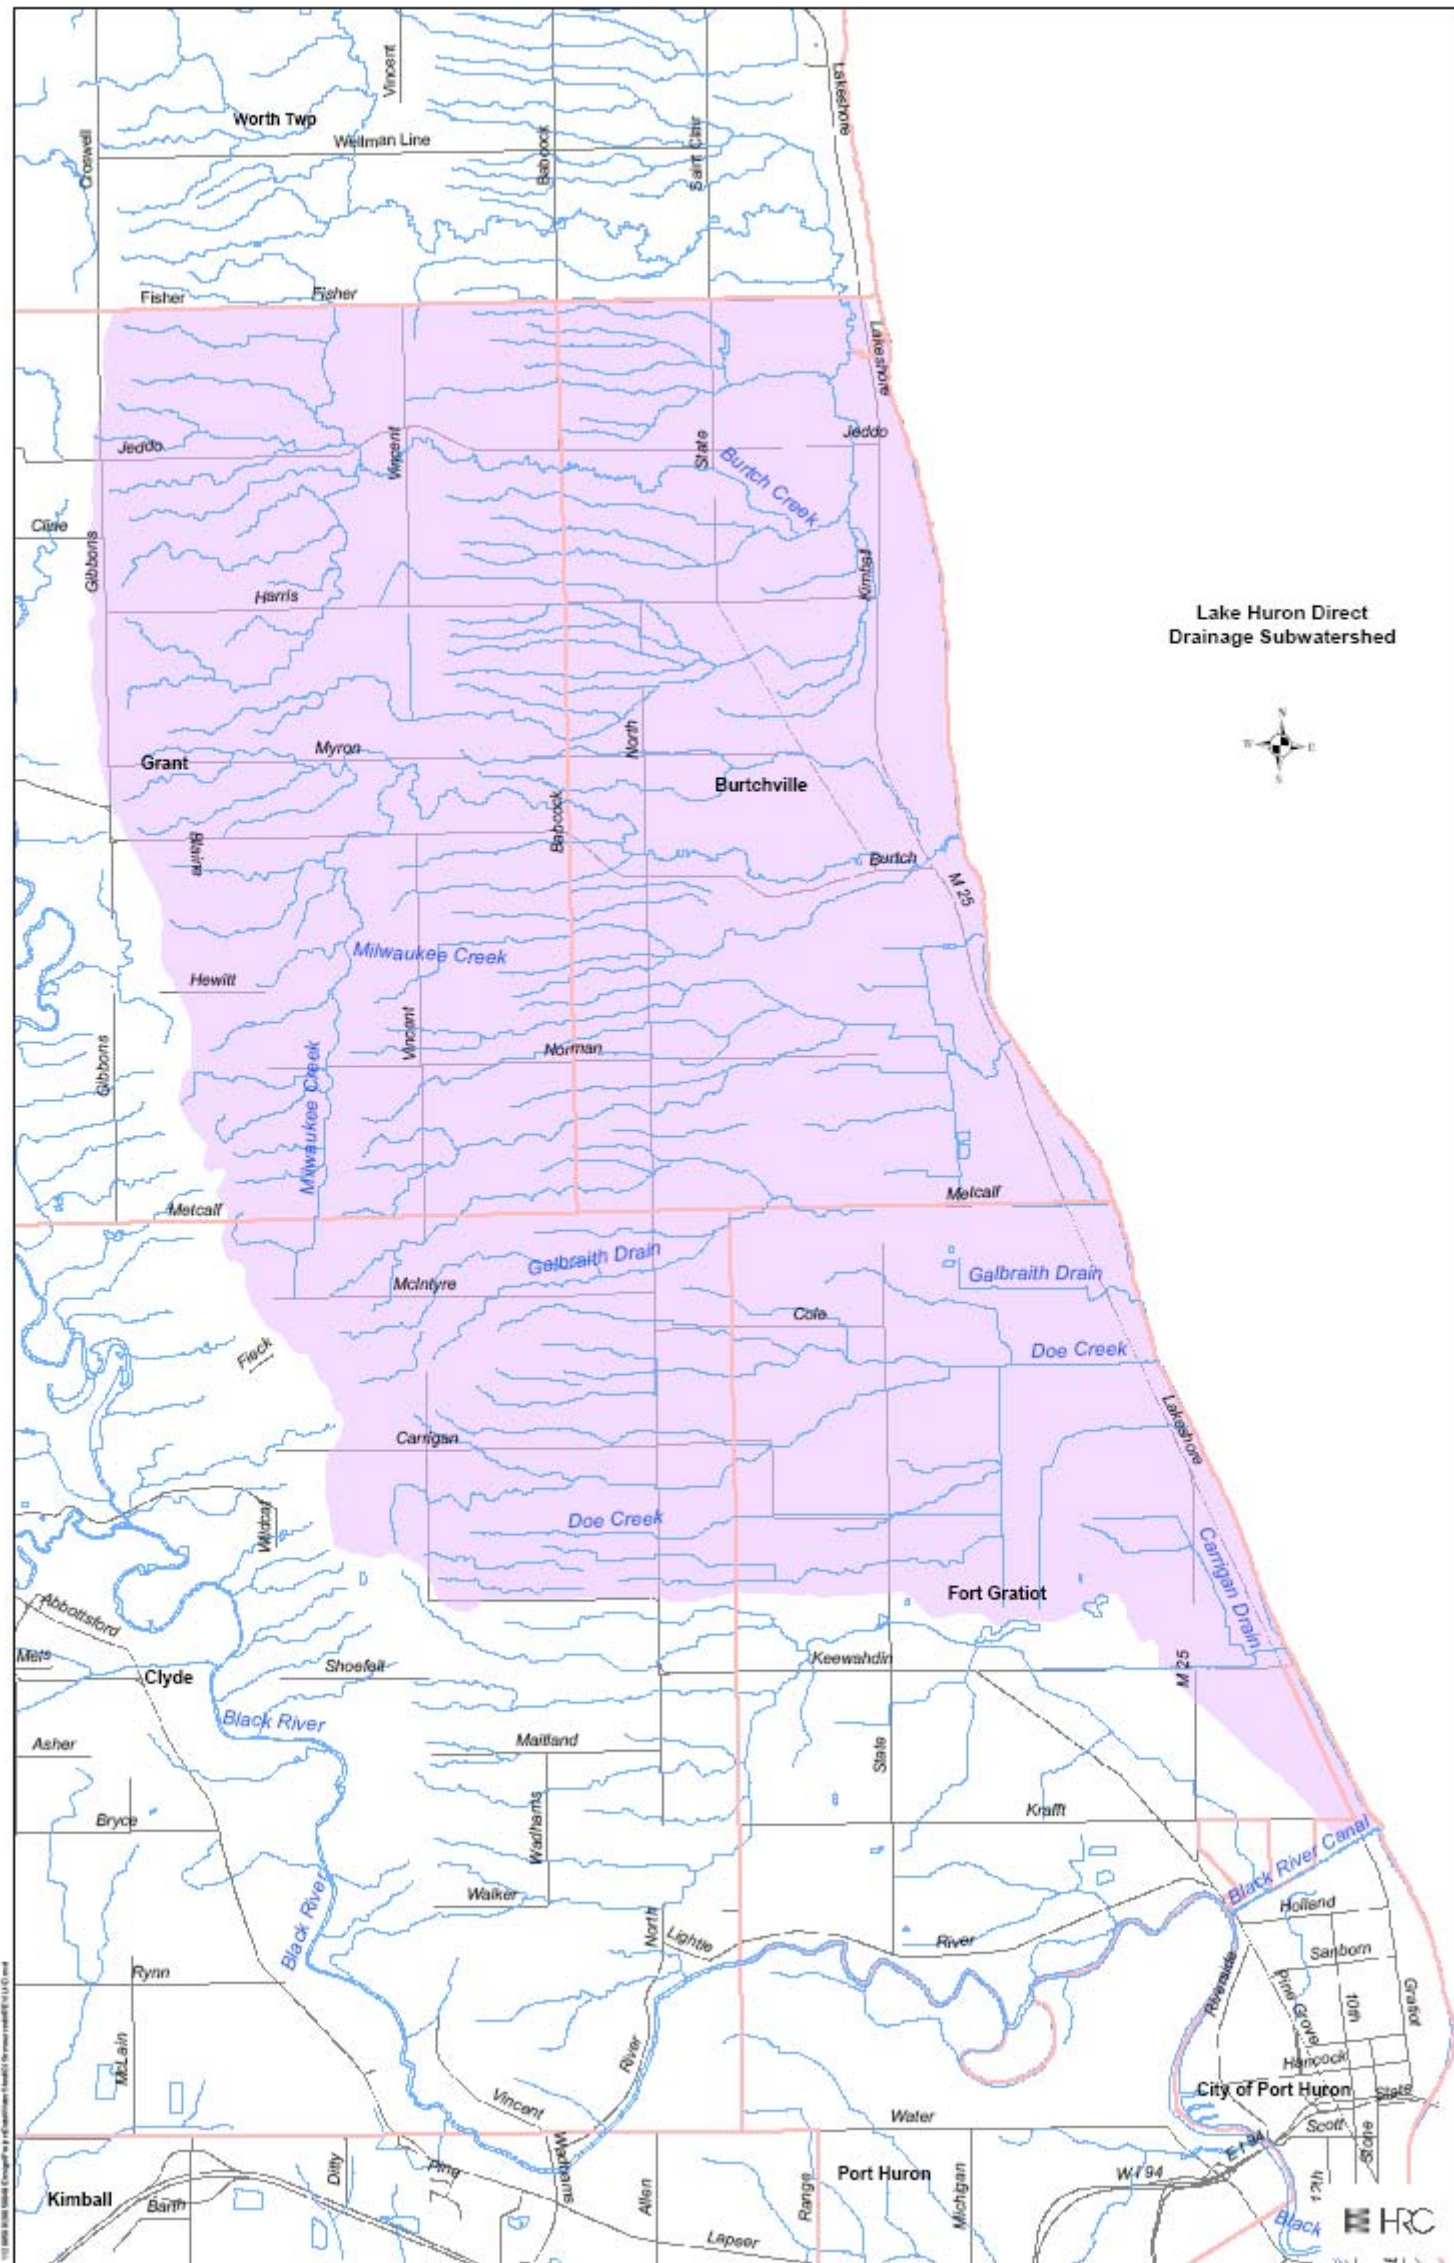 Lakeshore
Vincent
Worth Twp
Wellman Line
Croswell
Babcock
Saint Clair
Fisher
Fisher
Lakeshore
Jeddo
Vincent
State
Jeddo
Burtch Creek
Cline
Gibbons
Kimball
Harris
Lake Huron Direct
Drainage Subwatershed
N
W
E
S
North
Myron
Grant
Burtchville
Babcock
Blaine
Burtch
M 25
Milwaukee Creek
Hewitt
Vincent
Norman
Gibbons
Milwaukee Creek
Metcalf
Metcalf
Galbraith Drain
Galbraith Drain
McIntyre
Cole
Fleck
Doe Creek
Lakeshore
Carrigan
Doe Creek
Wildcat
Carrigan Drain
Fort Gratiot
Abbottsford
Mets
Clyde
Shoefelt
Keewahdin
M 25
Black River
Asher
Maitland
State
Bryce
Wadhams
Krafft
Black River Canal
Walker
Black River
North
Lightle
River
Holland
Sanborn
Rynn
Riverside
Pine Grove
10th
Gratiot
McLain
River
Hancock
Vincent
City of Port Huron
State
Water
Scott
Stone
E I 94
Ditty
Pine
Wadhams
Allen
Range
Port Huron
Michigan
W I 94
12th
Kimball
Barth
Lapeer
Black
HRC